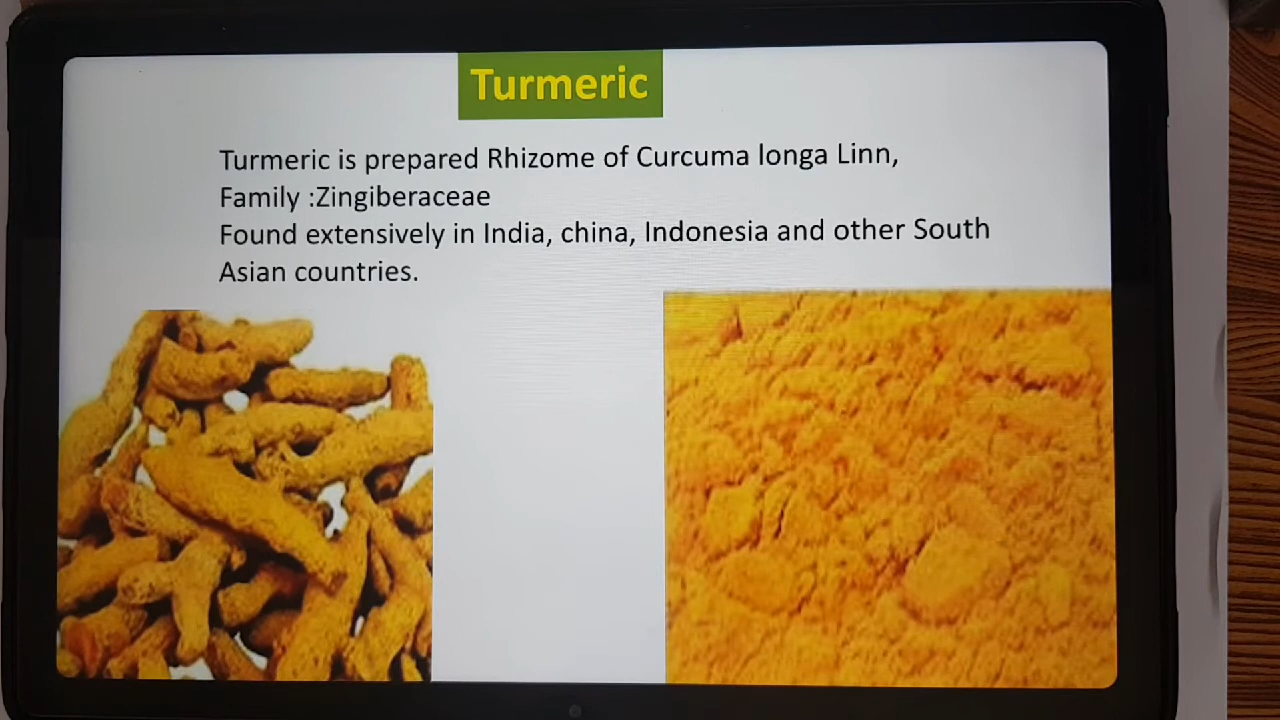 Turmeric
Turmeric is prepared Rhizome of Curcuma longa Linn,
Family :Zingiberaceae
Found extensively in India, china, Indonesia and other South
Asian countries.